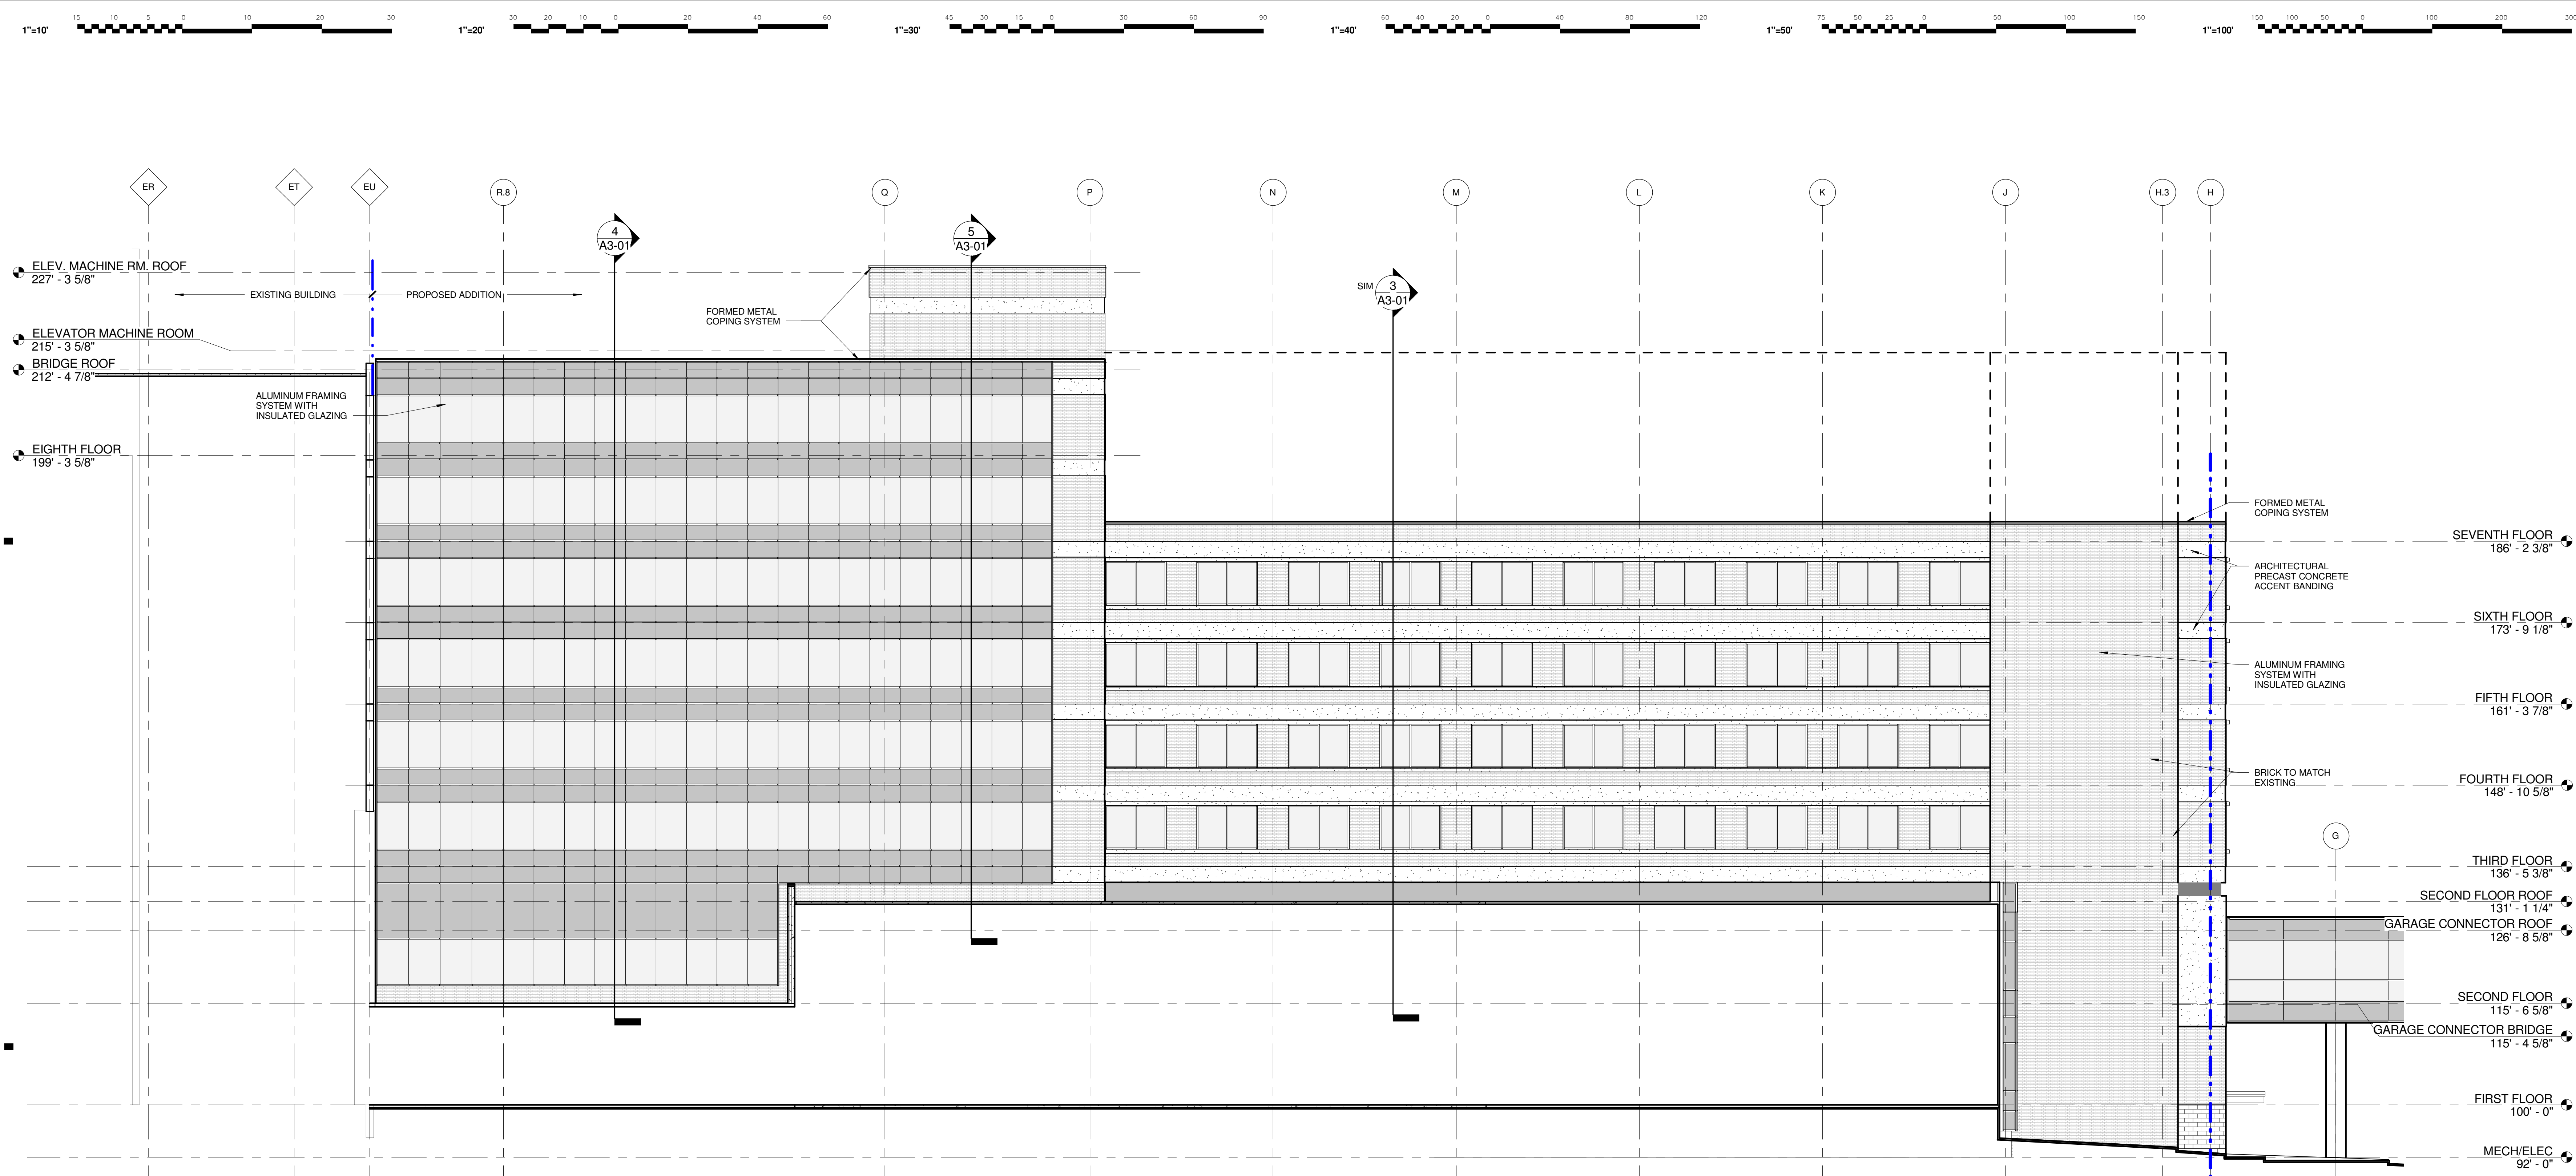 15 10 5 0 10 20 30
1"=10'
30 20 10 0 20 40 60
1"=20'
45 30 15 0 30 60 90
1"=30'
60 40 20 0 40 80 120
1"=40'
75 50 25 0 50 100 150
1"=50'
150 100 50 0 100 200 300
1"=100'
ER ET EU R.8 Q P N M L K J H.3 H
4
A3-01
5
A3-01
SIM 3
A3-01
ELEV. MACHINE RM. ROOF
227' - 3 5/8"
EXISTING BUILDING
PROPOSED ADDITION
ELEVATOR MACHINE ROOM
215' - 3 5/8"
BRIDGE ROOF
212' - 4 7/8"
EIGHTH FLOOR
199' - 3 5/8"
FORMED METAL
COPING SYSTEM
ALUMINUM FRAMING
SYSTEM WITH
INSULATED GLAZING
FORMED METAL
COPING SYSTEM
ARCHITECTURAL
PRECAST CONCRETE
ACCENT BANDING
ALUMINUM FRAMING
SYSTEM WITH
INSULATED GLAZING
BRICK TO MATCH
EXISTING
G
SEVENTH FLOOR
186' - 2 3/8"
SIXTH FLOOR
173' - 9 1/8"
FIFTH FLOOR
161' - 3 7/8"
FOURTH FLOOR
148' - 10 5/8"
THIRD FLOOR
136' - 5 3/8"
SECOND FLOOR ROOF
131' - 1 1/4"
GARAGE CONNECTOR ROOF
126' - 8 5/8"
SECOND FLOOR
115' - 6 5/8"
GARAGE CONNECTOR BRIDGE
115' - 4 5/8"
FIRST FLOOR
100' - 0"
MECH/ELEC
92' - 0"